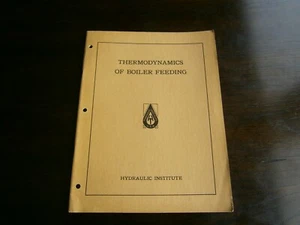 THERMODYNAMICS
OF BOILER FEEDING
HYDRAULIC INSTITUTE